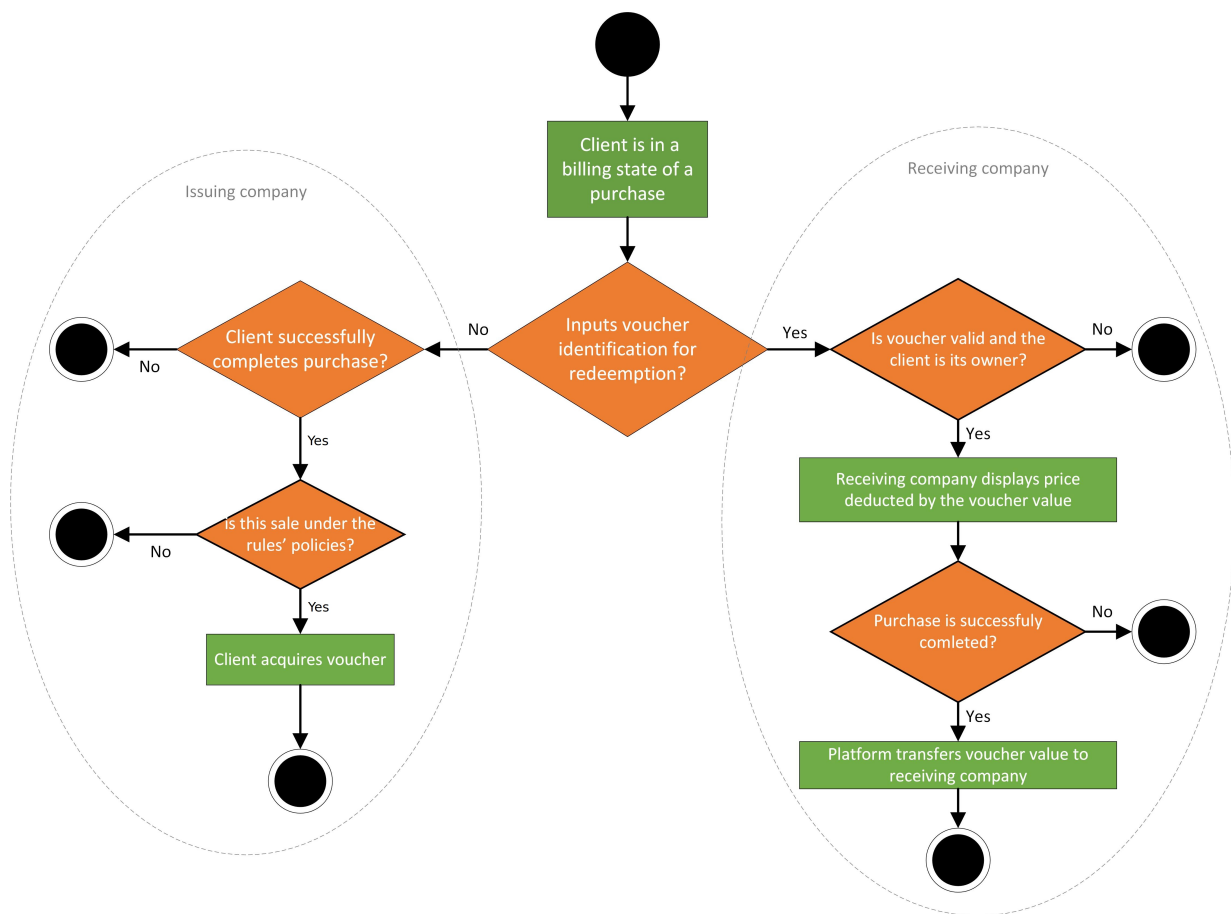 Client is in a
billing state of a
purchase
Issuing company
Receiving company
Client successfully
completes purchase?
No
No
Inputs voucher
identification for
redemption?
Yes
Is voucher valid and the
client is its owner?
No
Yes
Yes
Receiving company displays price
deducted by the voucher value
Is this sale under the
rules' policies?
No
Yes
Purchase is successfuly
comleted?
No
Client acquires voucher
Yes
Platform transfers voucher value to
receiving company